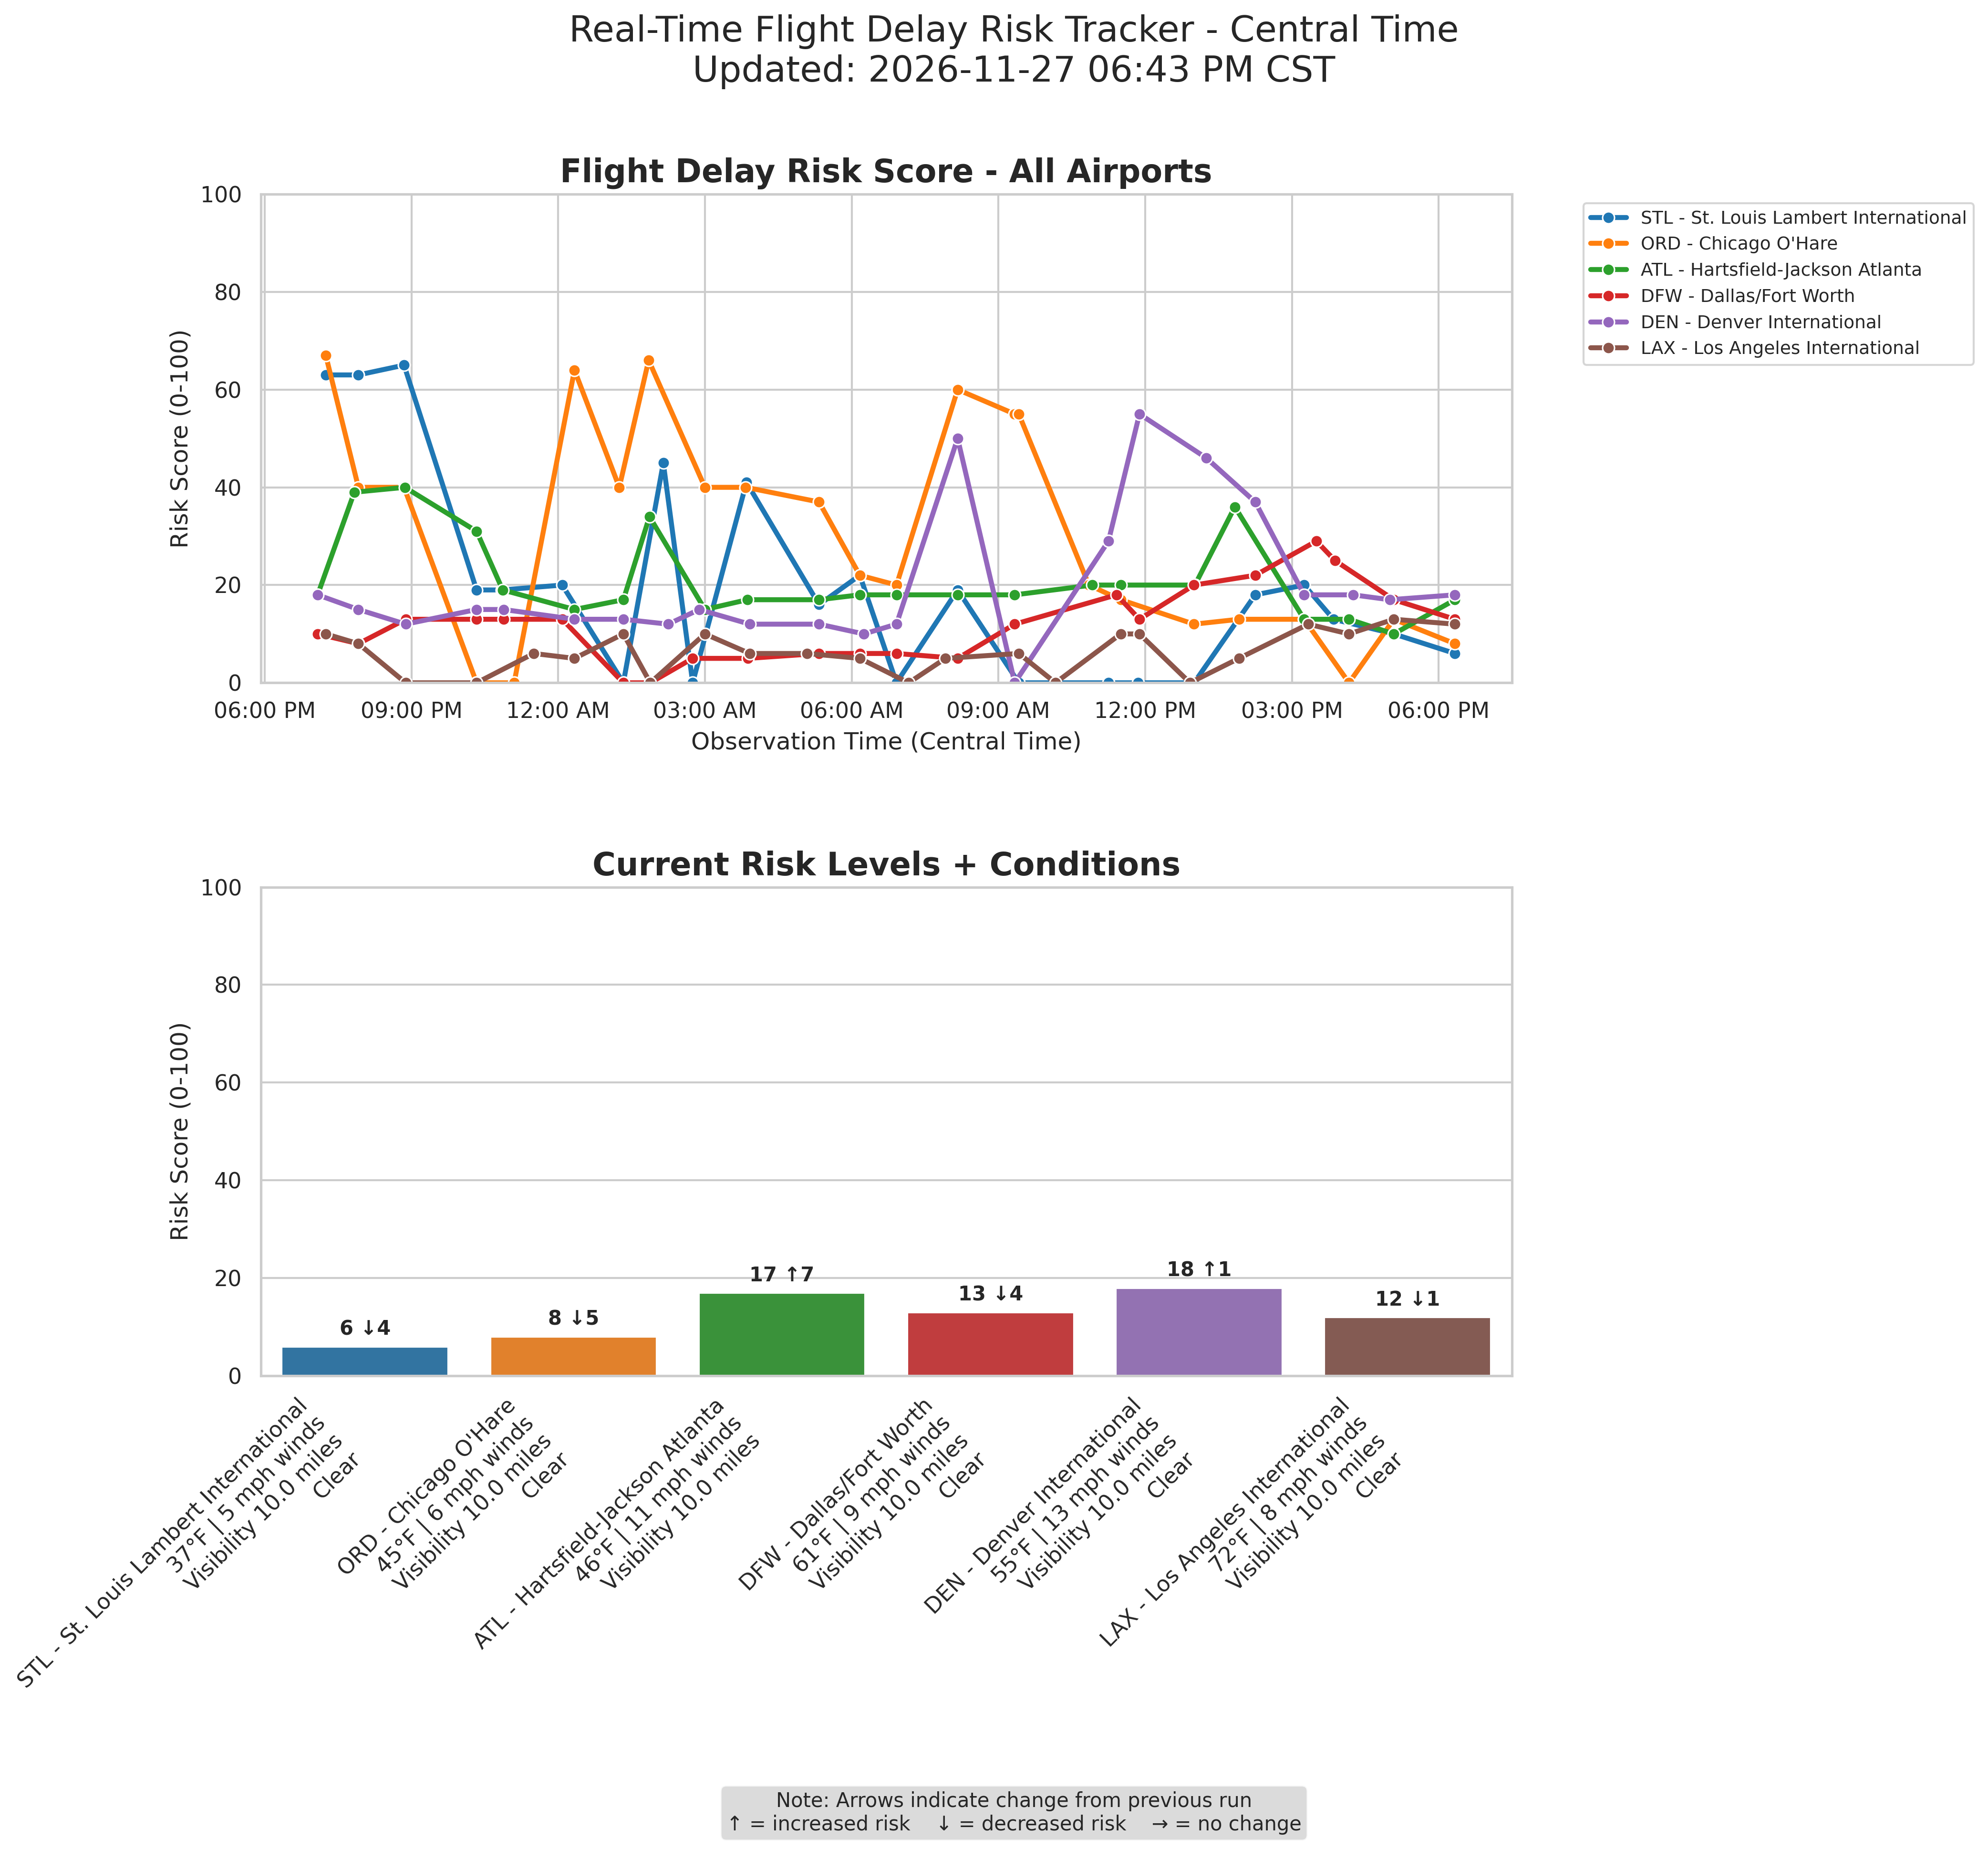 Real-Time Flight Delay Risk Tracker - Central Time
Updated: 2026-11-27 06:43 PM CST
Flight Delay Risk Score - All Airports
Risk Score (0-100)
100
80
60
40
20
0
06:00 PM
09:00 PM
12:00 AM
03:00 AM
06:00 AM
09:00 AM
12:00 PM
03:00 PM
06:00 PM
Observation Time (Central Time)
STL - St. Louis Lambert International
ORD - Chicago O'Hare
ATL - Hartsfield-Jackson Atlanta
DFW - Dallas/Fort Worth
DEN - Denver International
LAX - Los Angeles International
Current Risk Levels + Conditions
Risk Score (0-100)
100
80
60
40
20
0
6 ↓4
8 ↓5
17 ↑7
13 ↓4
18 ↑1
12 ↓1
STL - St. Louis Lambert International
37°F | 5 mph winds
Visibility 10.0 miles
Clear
ORD - Chicago O'Hare
45°F | 6 mph winds
Visibility 10.0 miles
Clear
ATL - Hartsfield-Jackson Atlanta
46°F | 11 mph winds
Visibility 10.0 miles
DFW - Dallas/Fort Worth
61°F | 9 mph winds
Visibility 10.0 miles
Clear
DEN - Denver International
55°F | 13 mph winds
Visibility 10.0 miles
Clear
LAX - Los Angeles International
72°F | 8 mph winds
Visibility 10.0 miles
Clear
Note: Arrows indicate change from previous run
↑ = increased risk ↓ = decreased risk → = no change